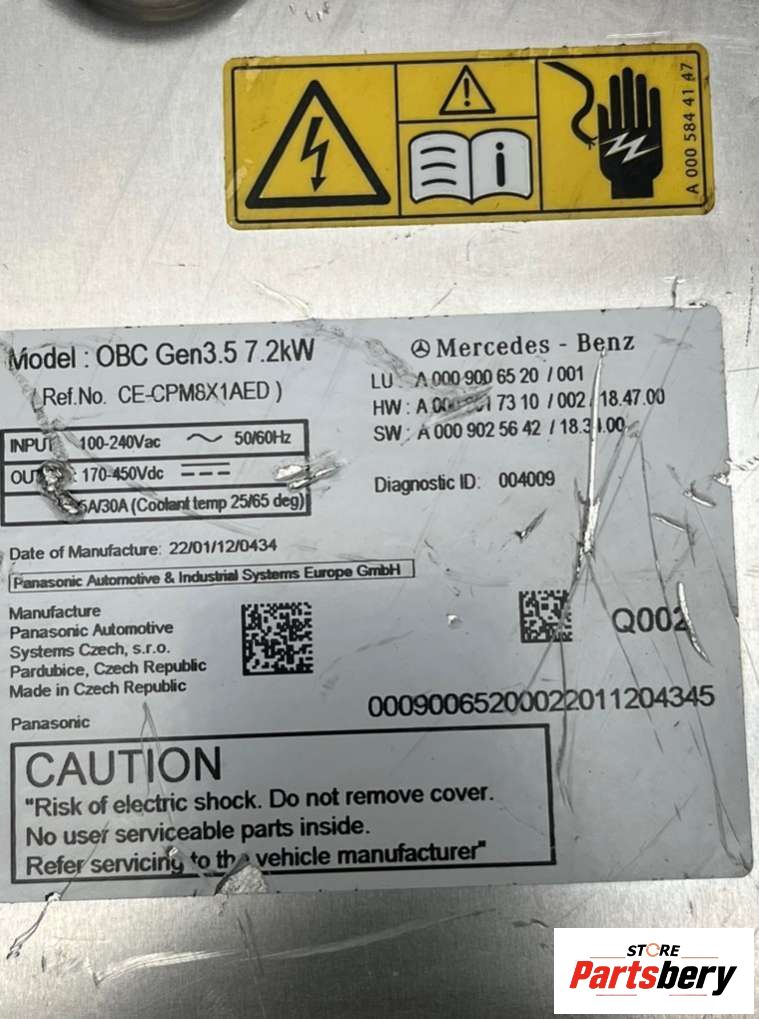 A 000 584 41 47
Model : OBC Gen3.5 7.2kW
(Ref.No. CE-CPM8X1AED )
INPUT 100-240Vac 50/60Hz
: 170-450Vdc
5A/30A (Coolant temp 25/65 deg)
Mercedes - Benz
LU : A 000 900 65 20 / 001
HW : A 73 10 / 002 18.47.00
SW : A 000 902 56 42 /
Diagnostic ID: 004009
Date of Manufacture: 22/01/12/0434
Panasonic Automotive & Industrial Systems Europe GmbH
Manufacture
Panasonic Automotive
Systems Czech, s.r.o.
Pardubice, Czech Republic
Made in Czech Republic
Q002
Panasonic
00090065200022011204345
CAUTION
"Risk of electric shock. Do not remove cover.
No user serviceable parts inside.
Refer servicing to the vehicle manufacturer"
STORE
Partsbery